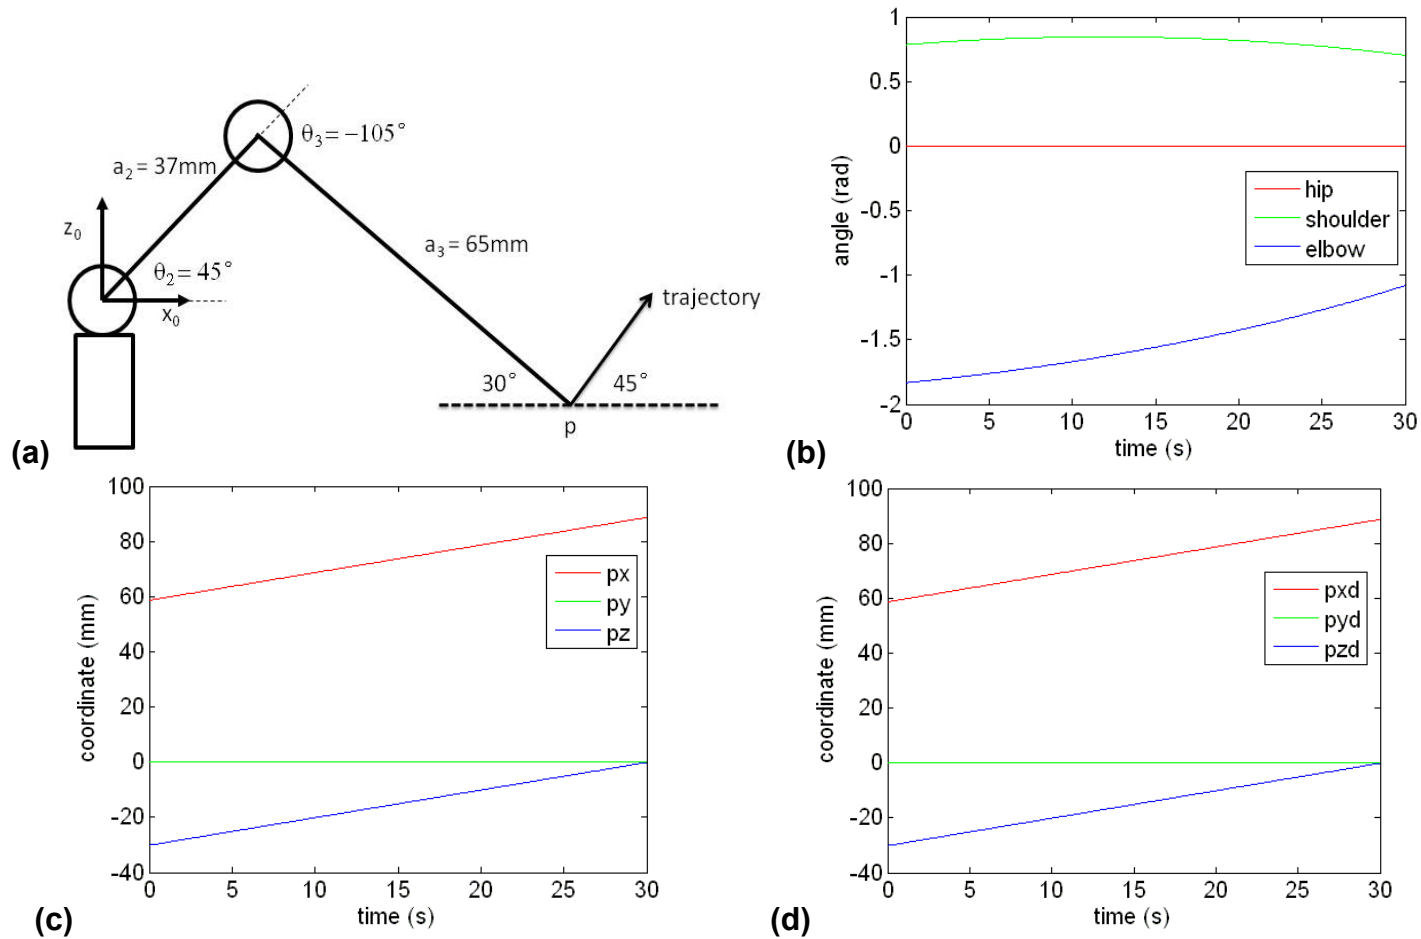 θ₃ = −105°
a₂ = 37mm
z₀
θ₂ = 45°
x₀
a₃ = 65mm
trajectory
30°
45°
p
(a)
1
0.5
0
-0.5
-1
-1.5
-2
angle (rad)
hip
shoulder
elbow
0 5 10 15 20 25 30
time (s)
(b)
100
80
60
40
20
0
-20
-40
coordinate (mm)
px
py
pz
0 5 10 15 20 25 30
time (s)
(c)
100
80
60
40
20
0
-20
-40
coordinate (mm)
pxd
pyd
pzd
0 5 10 15 20 25 30
time (s)
(d)